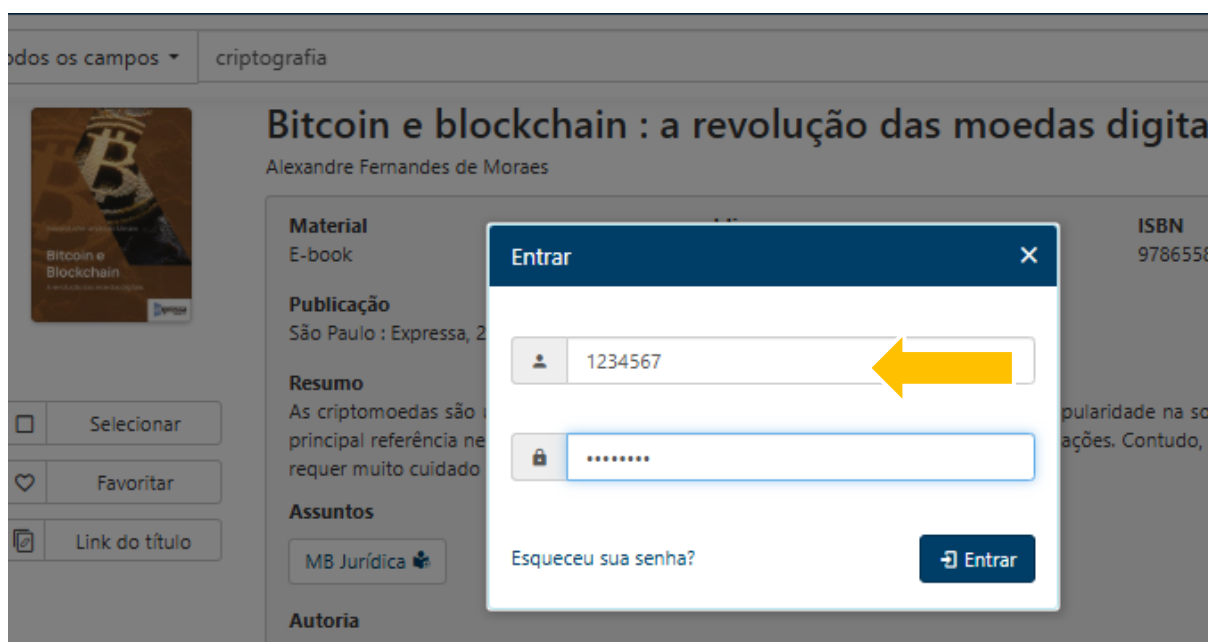 odos os campos
criptografia
Bitcoin e blockchain : a revolução das moedas digita
Alexandre Fernandes de Moraes
Bitcoin e
Blockchain
Material
E-book
ISBN
9786558
Publicação
São Paulo : Expressa, 2
Resumo
As criptomoedas são
pularidade na so
principal referência ne
ações. Contudo,
requer muito cuidado
Assuntos
MB Jurídica
Autoria
Selecionar
Favoritar
Link do título
Entrar
1234567
••••••••
Esqueceu sua senha?
Entrar